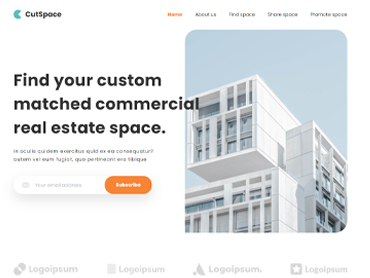 CutSpace
Home About us Find space Share space Promote space
Find your custom
matched commercial
real estate space.
In aculis quidem exercitus quid ex ea consequatur?
autem vel eum fugiat, quo pertineant ero tibique
Your email address
Subscribe
Logoipsum Logoipsum Logoipsum. Logoipsum